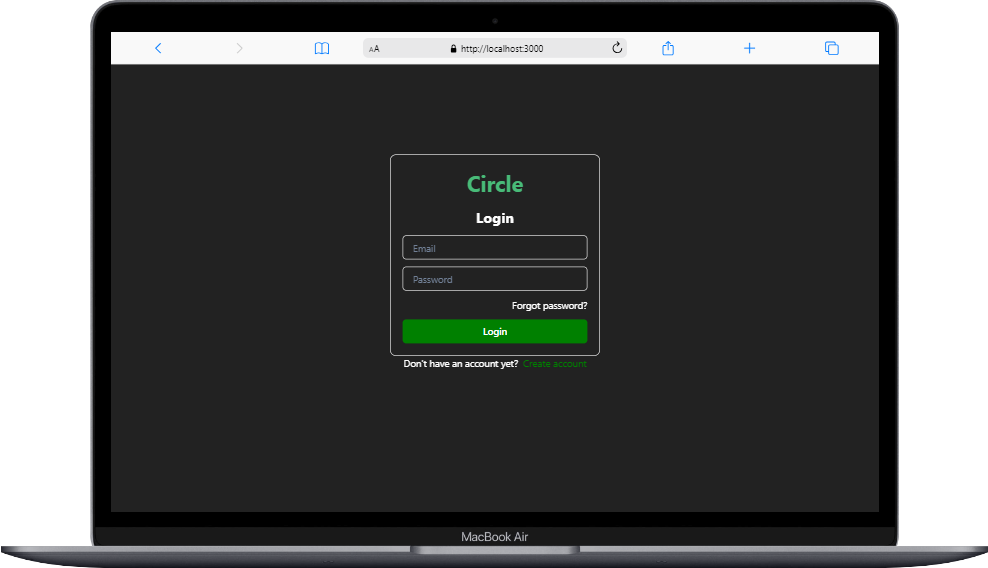 AA http://localhost:3000
Circle
Login
Email
Password
Forgot password?
Login
Don't have an account yet? Create account
MacBook Air